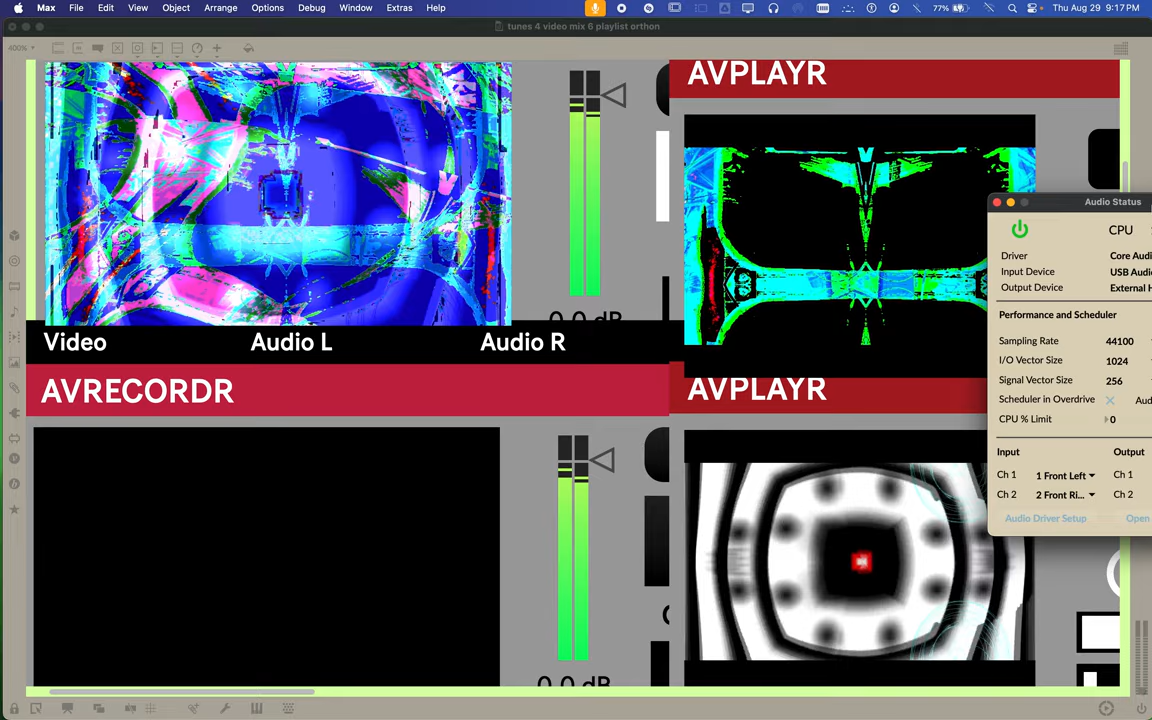 Max File Edit View Object Arrange Options Debug Window Extras Help 77% Thu Aug 29 9:17 PM
tunes 4 video mix 6 playlist orthon
400%
AVPLAYR
Audio Status
CPU
Driver Core Audi
Input Device USB Audi
Output Device External H
0.0 dB
Performance and Scheduler
Video Audio L Audio R
Sampling Rate 44100
I/O Vector Size 1024
Signal Vector Size 256
AVRECORDR
AVPLAYR
Scheduler in Overdrive Aud
CPU % Limit 0
Input Output
Ch 1 1 Front Left Ch 1
Ch 2 2 Front Ri... Ch 2
Audio Driver Setup Open
0.0 dB